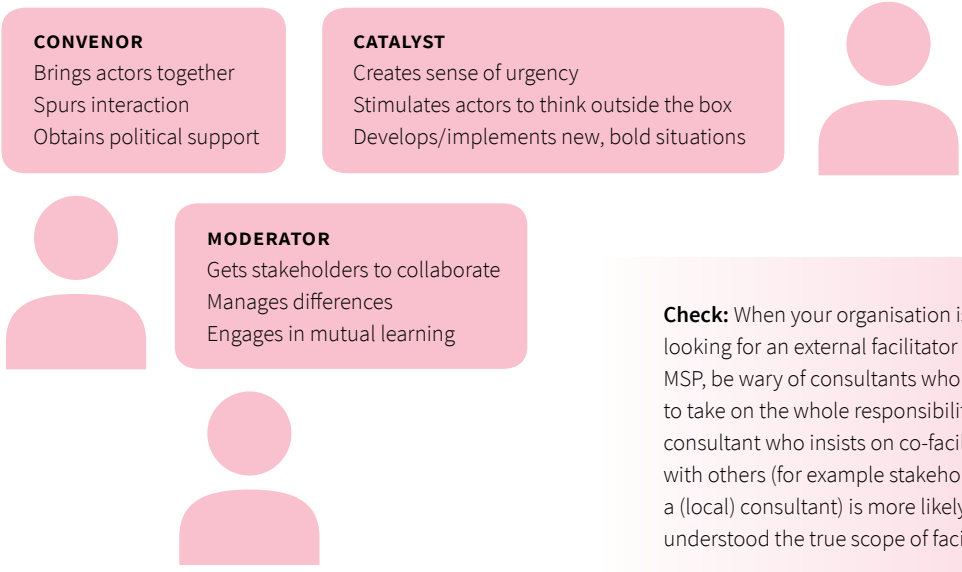 CONVENOR
Brings actors together
Spurs interaction
Obtains political support
CATALYST
Creates sense of urgency
Stimulates actors to think outside the box
Develops/implements new, bold situations
MODERATOR
Gets stakeholders to collaborate
Manages differences
Engages in mutual learning
Check: When your organisation
looking for an external facilitator
MSP, be wary of consultants who
to take on the whole
consultant who insists on
with others (for example
a (local) consultant) is more likely
understood the true scope of